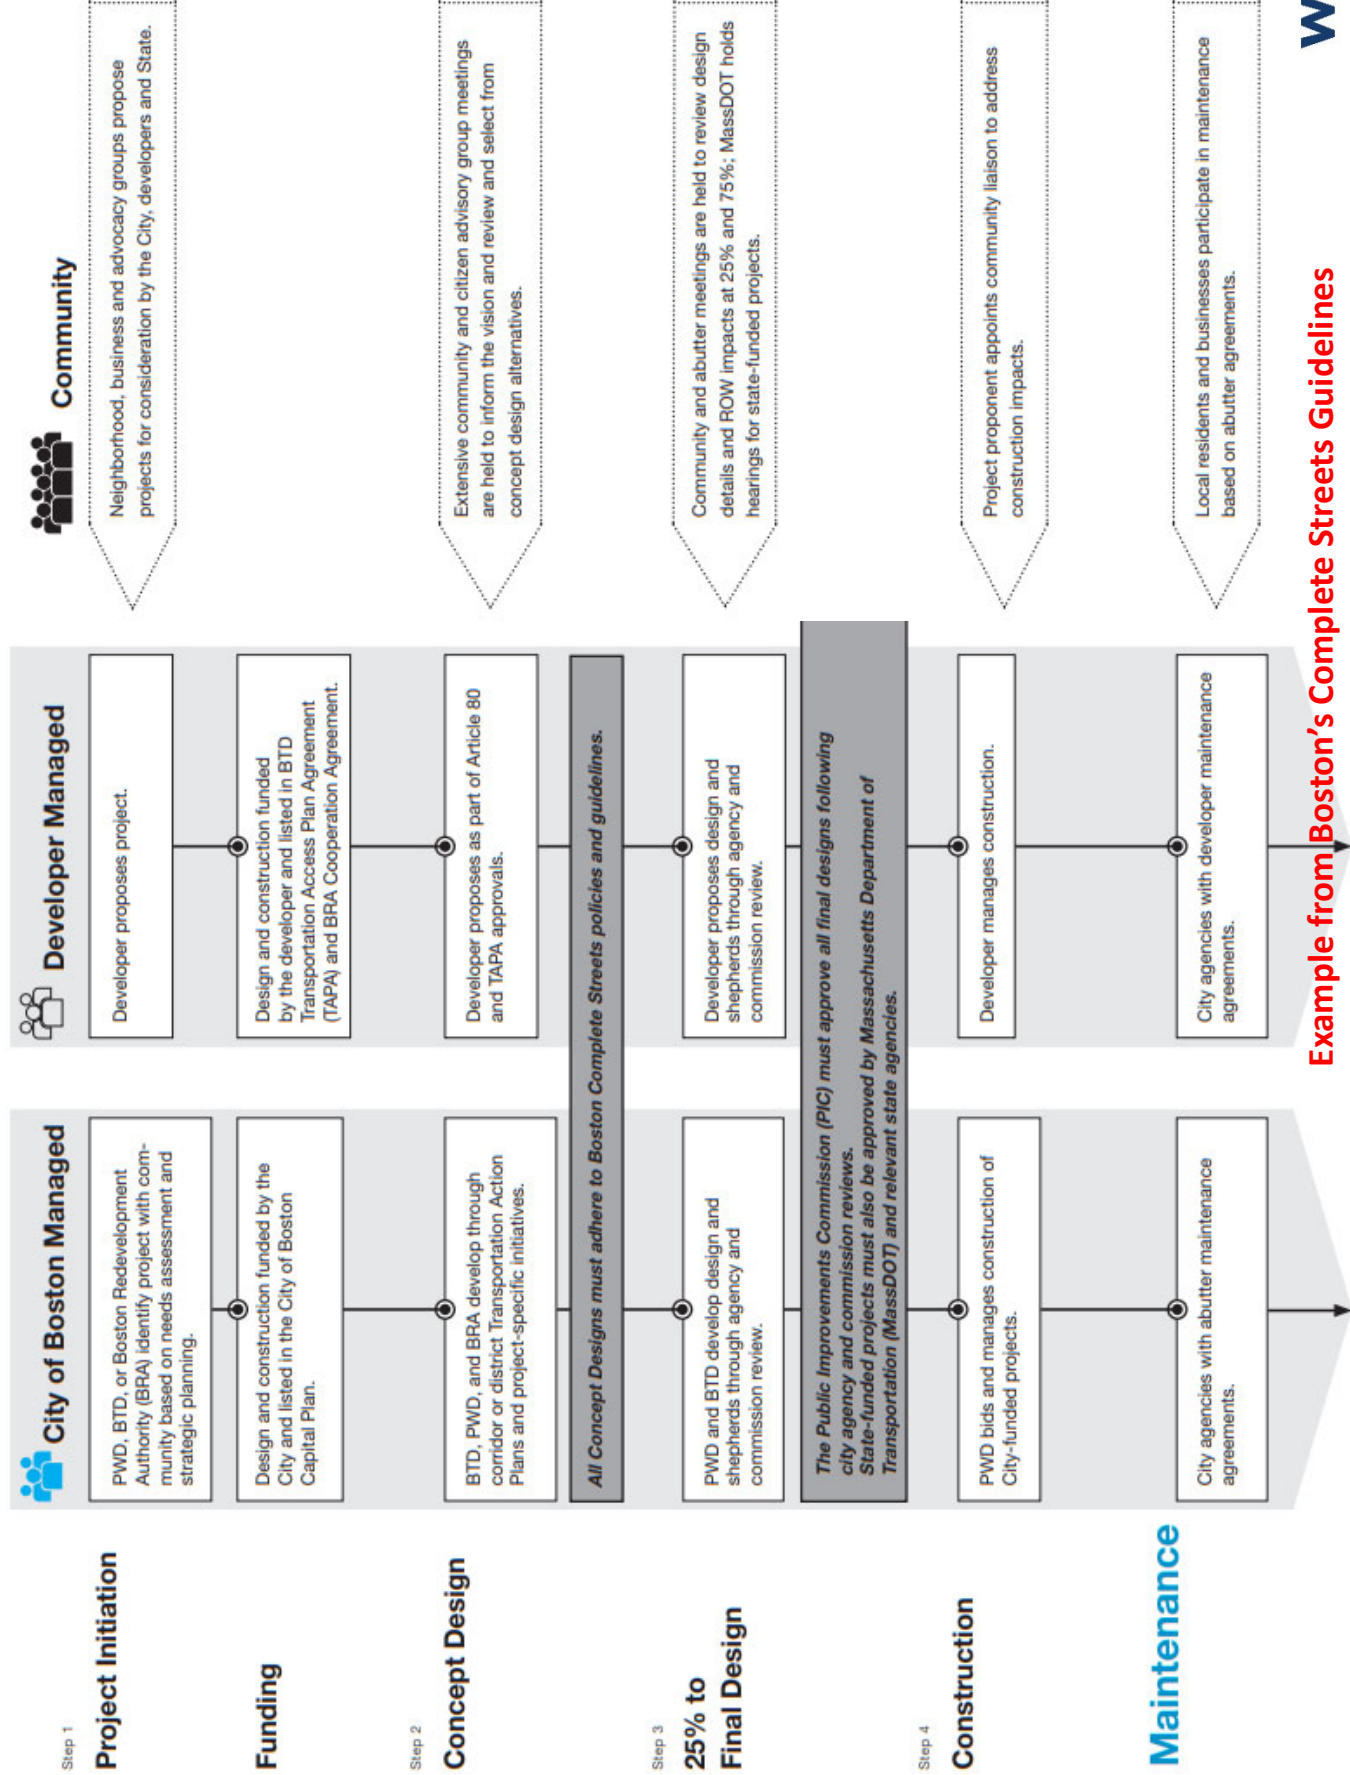 City of Boston Managed
Developer Managed
Community
Step 1
Project Initiation
PWD, BTD, or Boston Redevelopment
Authority (BRA) identify project with com-
munity based on needs assessment and
strategic planning.
Developer proposes project.
Neighborhood, business and advocacy groups propose
projects for consideration by the City, developers and State.
Funding
Design and construction funded by the
City and listed in the City of Boston
Capital Plan.
Design and construction funded
by the developer and listed in BTD
Transportation Access Plan Agreement
(TAPA) and BRA Cooperation Agreement.
Step 2
Concept Design
BTD, PWD, and BRA develop through
corridor or district Transportation Action
Plans and project-specific initiatives.
Developer proposes as part of Article 80
and TAPA approvals.
Extensive community and citizen advisory group meetings
are held to inform the vision and review and select from
concept design alternatives.
All Concept Designs must adhere to Boston Complete Streets policies and guidelines.
Step 3
25% to
Final Design
PWD and BTD develop design and
shepherds through agency and
commission review.
Developer proposes design and
shepherds through agency and
commission review.
Community and abutter meetings are held to review design
details and ROW impacts at 25% and 75%; MassDOT holds
hearings for state-funded projects.
The Public Improvements Commission (PIC) must approve all final designs following
city agency and commission reviews.
State-funded projects must also be approved by Massachusetts Department of
Transportation (MassDOT) and relevant state agencies.
Step 4
Construction
PWD bids and manages construction of
City-funded projects.
Developer manages construction.
Project proponent appoints community liaison to address
construction impacts.
Maintenance
City agencies with abutter maintenance
agreements.
City agencies with developer maintenance
agreements.
Local residents and businesses participate in maintenance
based on abutter agreements.
Example from Boston's Complete Streets Guidelines
W